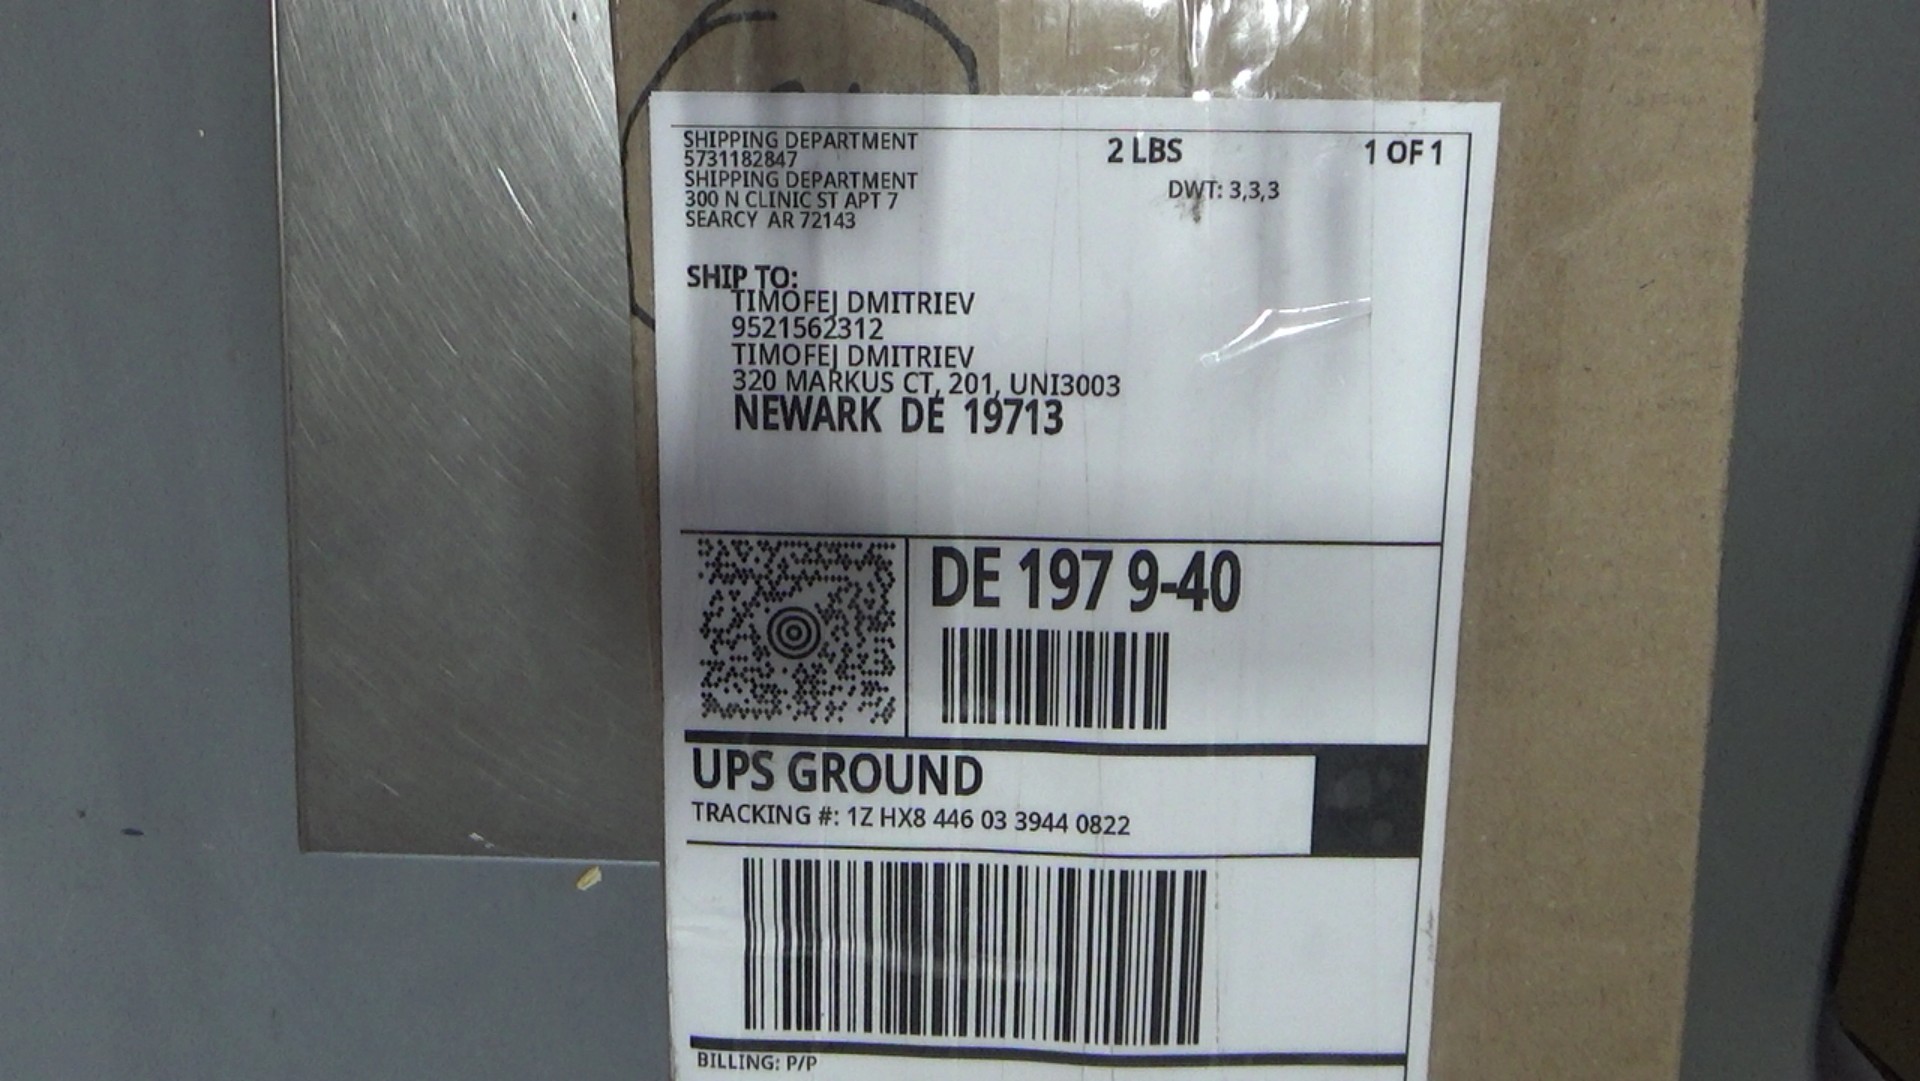 SHIPPING DEPARTMENT
5731182847
SHIPPING DEPARTMENT
300 N CLINIC ST APT 7
SEARCY AR 72143
2 LBS
1 OF 1
DWT: 3,3,3
SHIP TO:
TIMOFEJ DMITRIEV
9521562312
TIMOFEJ DMITRIEV
320 MARKUS CT, 201, UNI3003
NEWARK DE 19713
DE 197 9-40
UPS GROUND
TRACKING #: 1Z HX8 446 03 3944 0822
BILLING: P/P